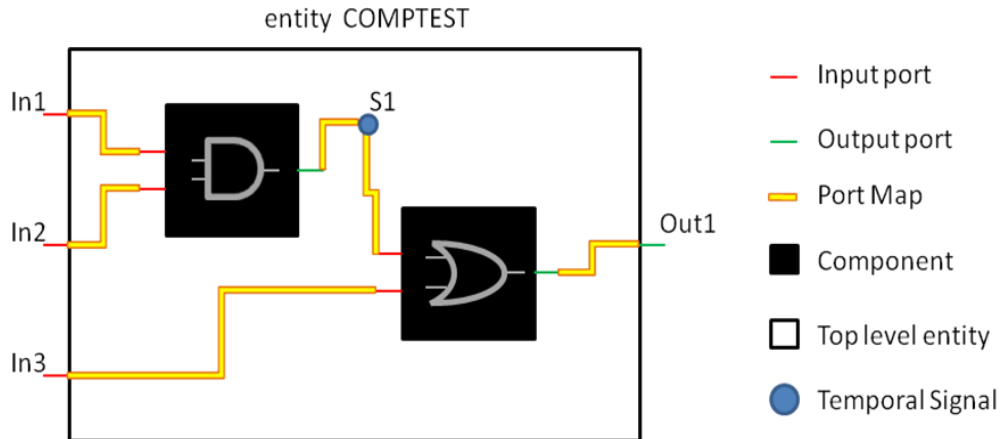 entity COMPTEST
In1
S1
In2
Out1
In3
Input port
Output port
Port Map
Component
Top level entity
Temporal Signal